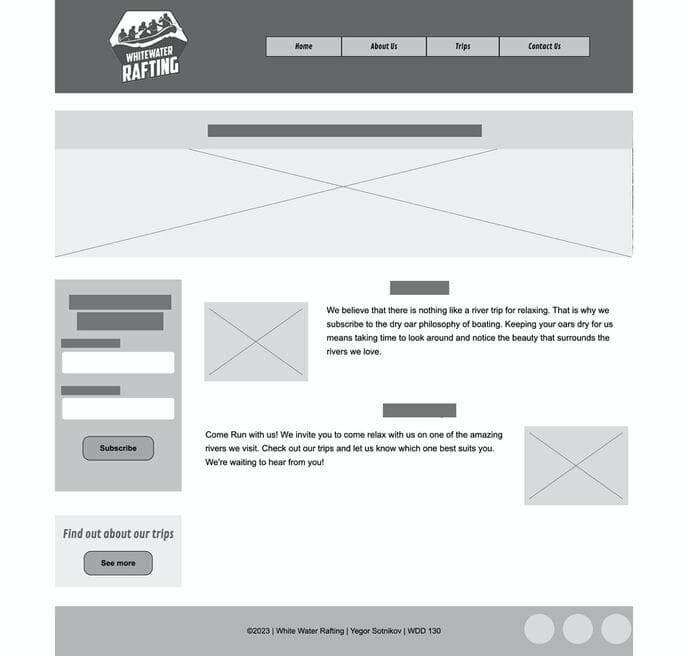 WHITEWATER
RAFTING
Home
About Us
Trips
Contact Us
We believe that there is nothing like a river trip for relaxing. That is why we
subscribe to the dry oar philosophy of boating. Keeping your oars dry for us
means taking time to look around and notice the beauty that surrounds the
rivers we love.
Subscribe
Come Run with us! We invite you to come relax with us on one of the amazing
rivers we visit. Check out our trips and let us know which one best suits you.
We're waiting to hear from you!
Find out about our trips
See more
©2023 | White Water Rafting | Yegor Sotnikov | WDD 130